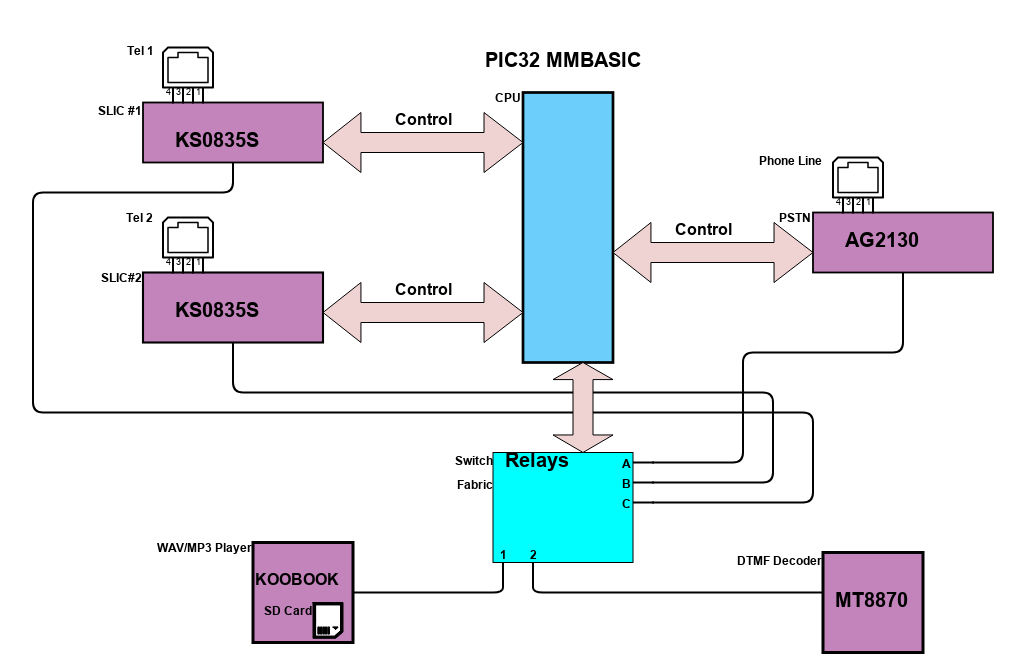 Tel 1
4 3 2 1
SLIC #1
KS0835S
Control
PIC32 MMBASIC
CPU
Phone Line
4 3 2 1
PSTN
AG2130
Control
Tel 2
4 3 2 1
SLIC#2
KS0835S
Control
Switch
Fabric
Relays
A
B
C
1 2
WAV/MP3 Player
KOOBOOK
SD Card
DTMF Decoder
MT8870